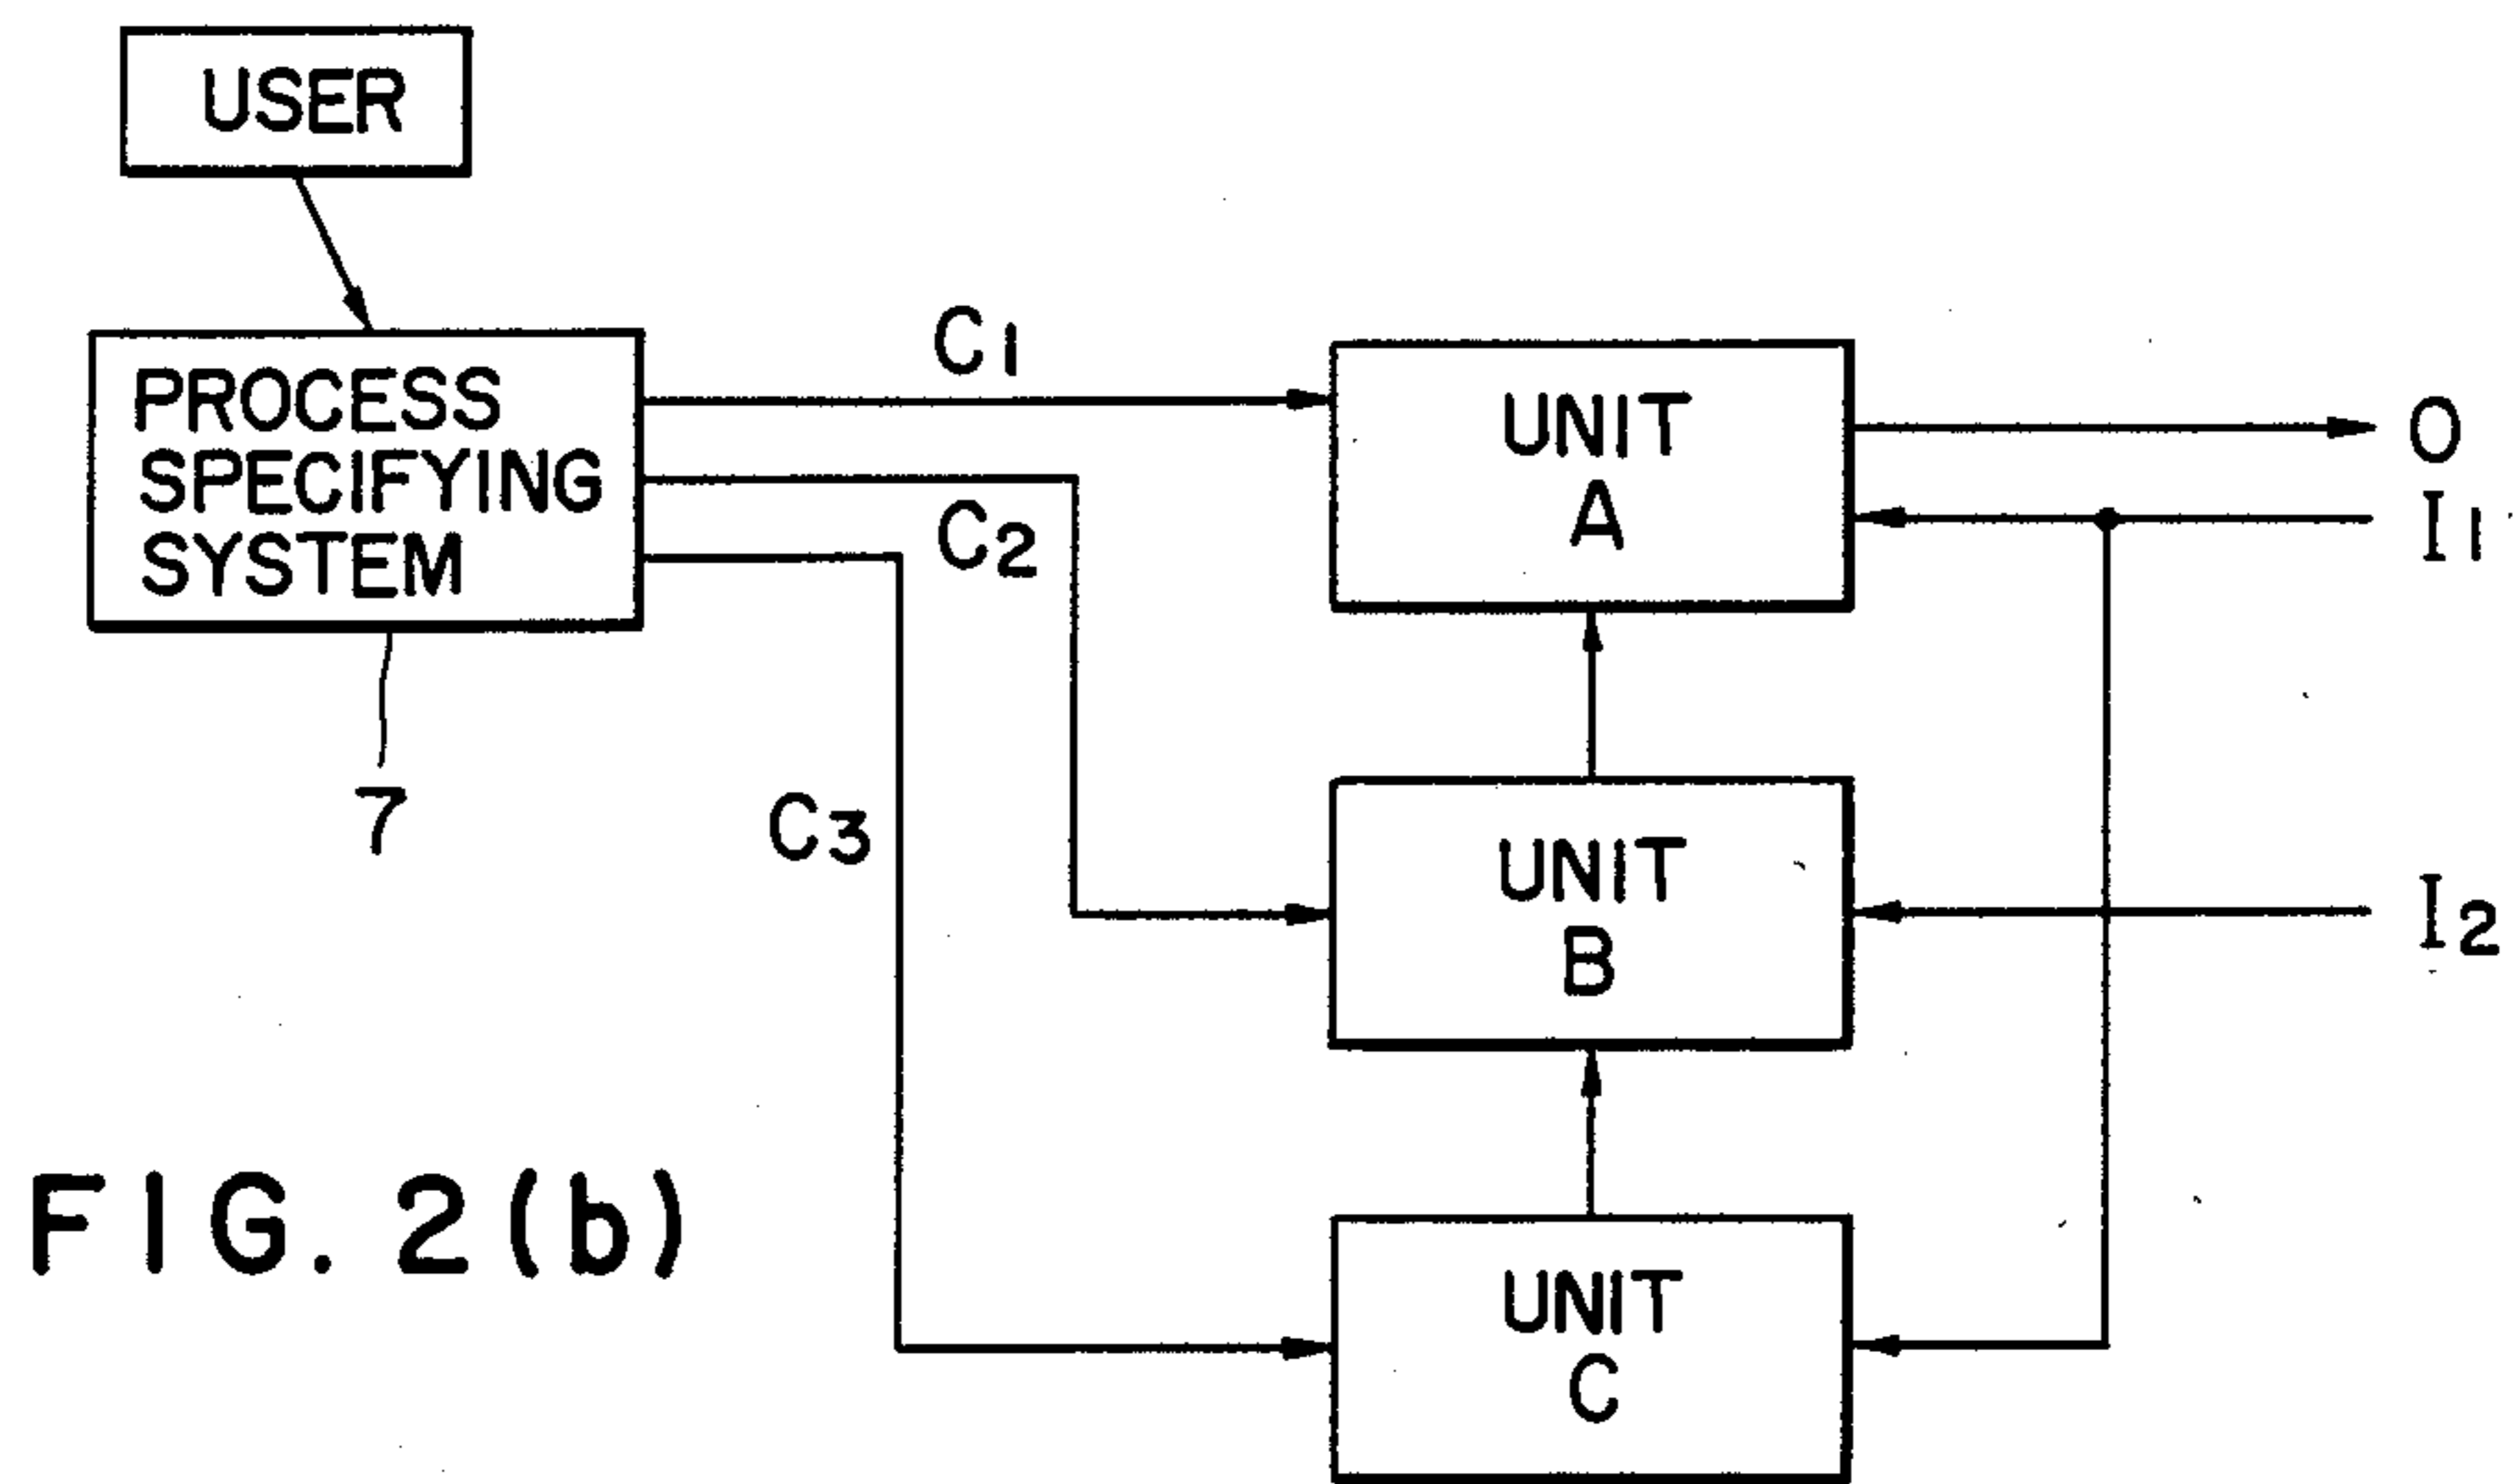 USER
PROCESS
SPECIFYING
SYSTEM
7
C1
C2
C3
UNIT
A
O
I1
UNIT
B
I2
UNIT
C
FIG. 2(b)